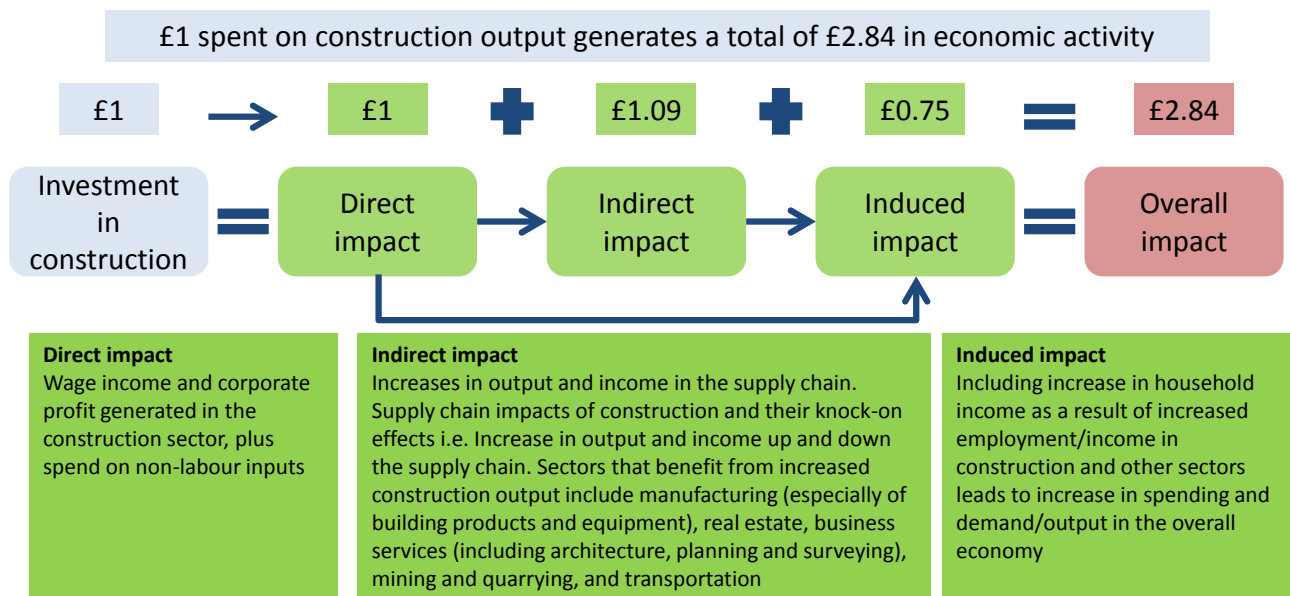 £1 spent on construction output generates a total of £2.84 in economic activity
£1
£1
£1.09
£0.75
£2.84
Investment
in
construction
Direct
impact
Indirect
impact
Induced
impact
Overall
impact
Direct impact
Wage income and corporate
profit generated in the
construction sector, plus
spend on non-labour inputs
Indirect impact
Increases in output and income in the supply chain.
Supply chain impacts of construction and their knock-on
effects i.e. Increase in output and income up and down
the supply chain. Sectors that benefit from increased
construction output include manufacturing (especially of
building products and equipment), real estate, business
services (including architecture, planning and surveying),
mining and quarrying, and transportation
Induced impact
Including increase in household
income as a result of increased
employment/income in
construction and other sectors
leads to increase in spending and
demand/output in the overall
economy